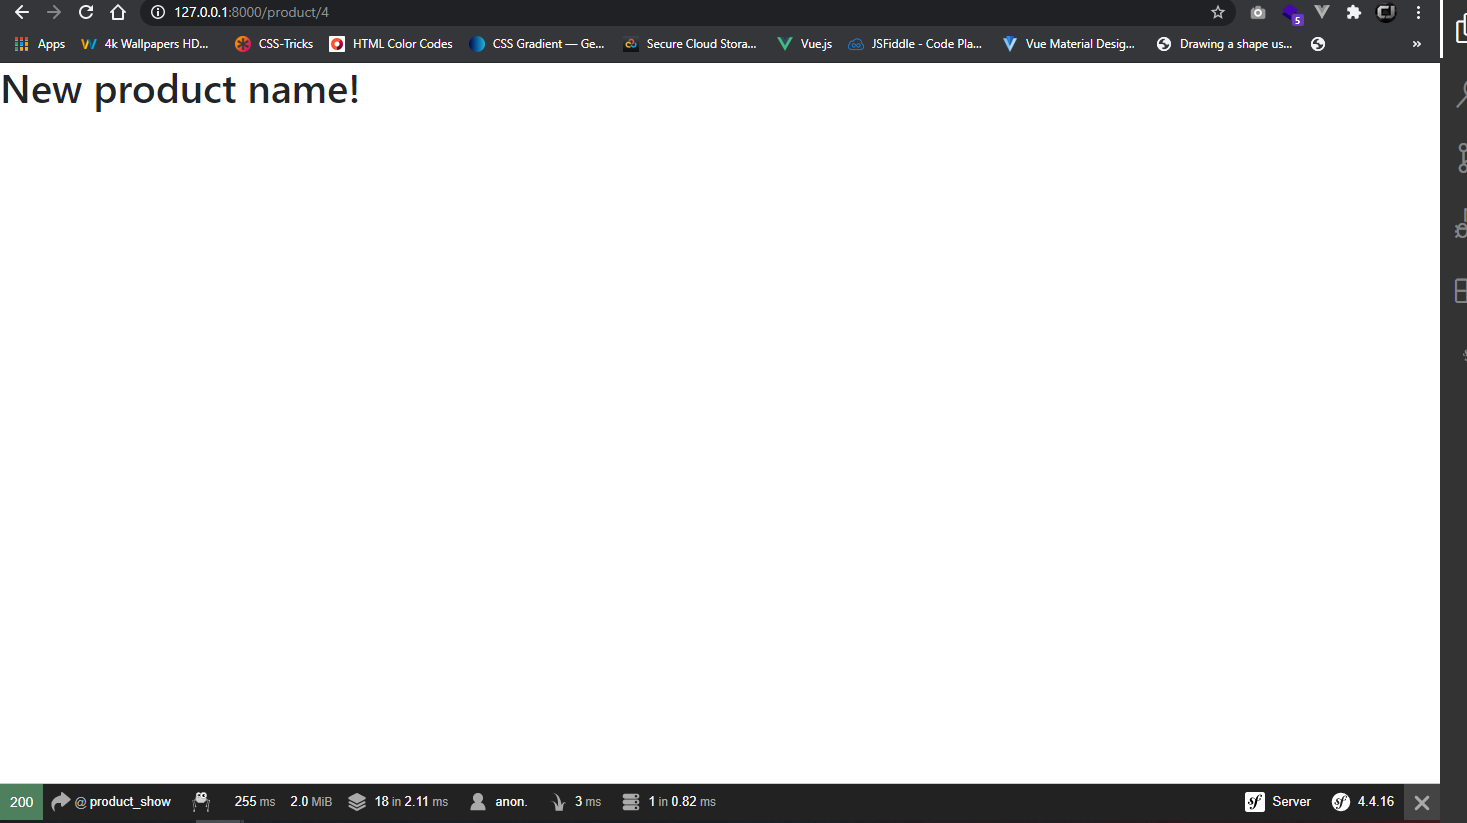 127.0.0.1:8000/product/4
5
Apps 4k Wallpapers HD... CSS-Tricks HTML Color Codes CSS Gradient — Ge... Secure Cloud Stora... Vue.js JSFiddle - Code Pla... Vue Material Desig... Drawing a shape us... »
New product name!
200 @ product_show 255 ms 2.0 MiB 18 in 2.11 ms anon. 3 ms 1 in 0.82 ms sf Server sf 4.4.16